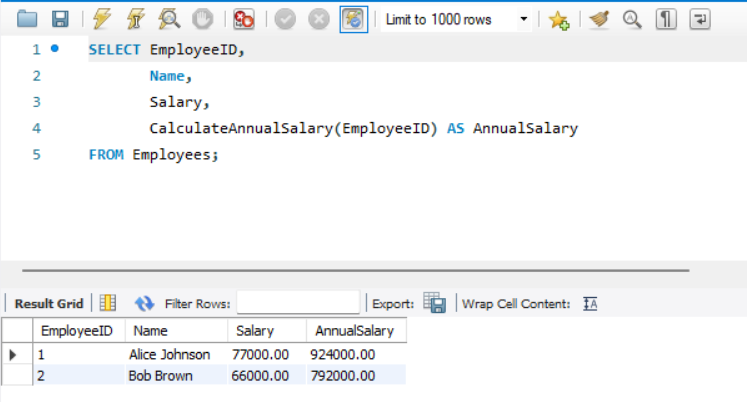 Limit to 1000 rows
1 SELECT EmployeeID,
2 Name,
3 Salary,
4 CalculateAnnualSalary(EmployeeID) AS AnnualSalary
5 FROM Employees;
Result Grid Filter Rows: Export: Wrap Cell Content:
EmployeeID Name Salary AnnualSalary
1 Alice Johnson 77000.00 924000.00
2 Bob Brown 66000.00 792000.00